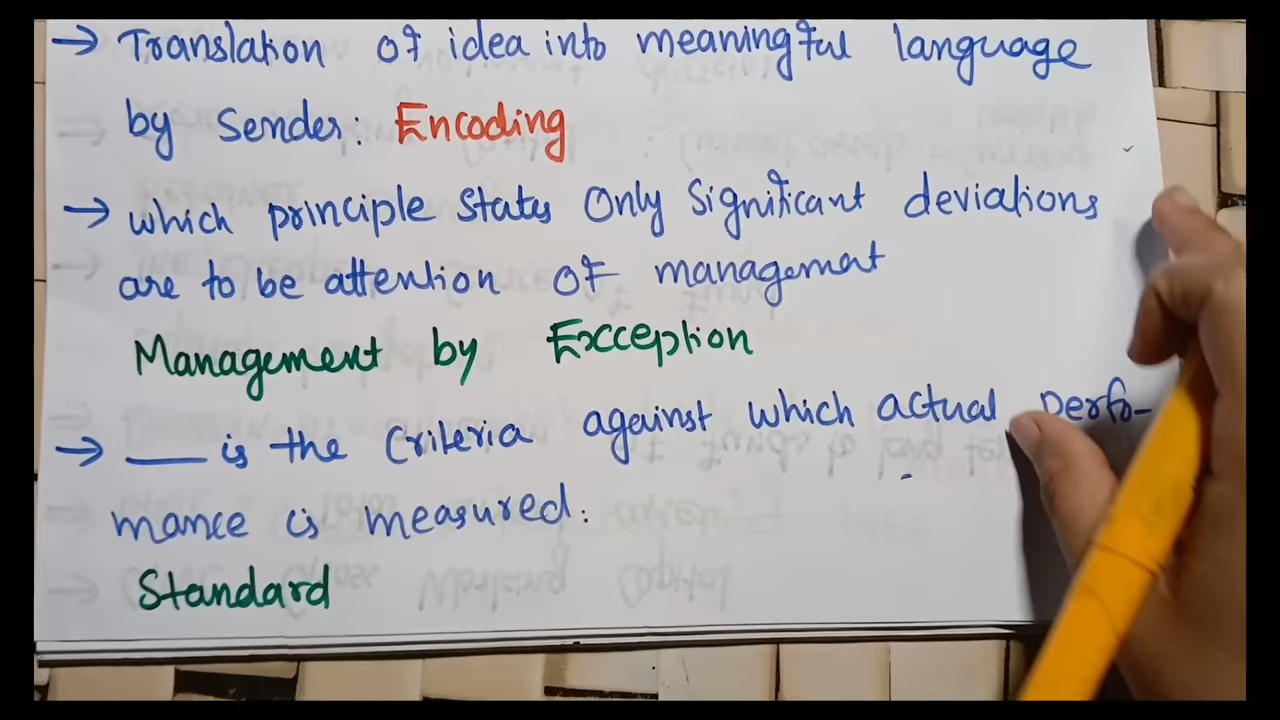 → Translation of idea into meaningful language
by Sender: Encoding
→ which principle states Only Significant deviations
are to be attention of management
Management by Exception
→ ___ is the Criteria against which actual Perfo-
mance is measured.
Standard